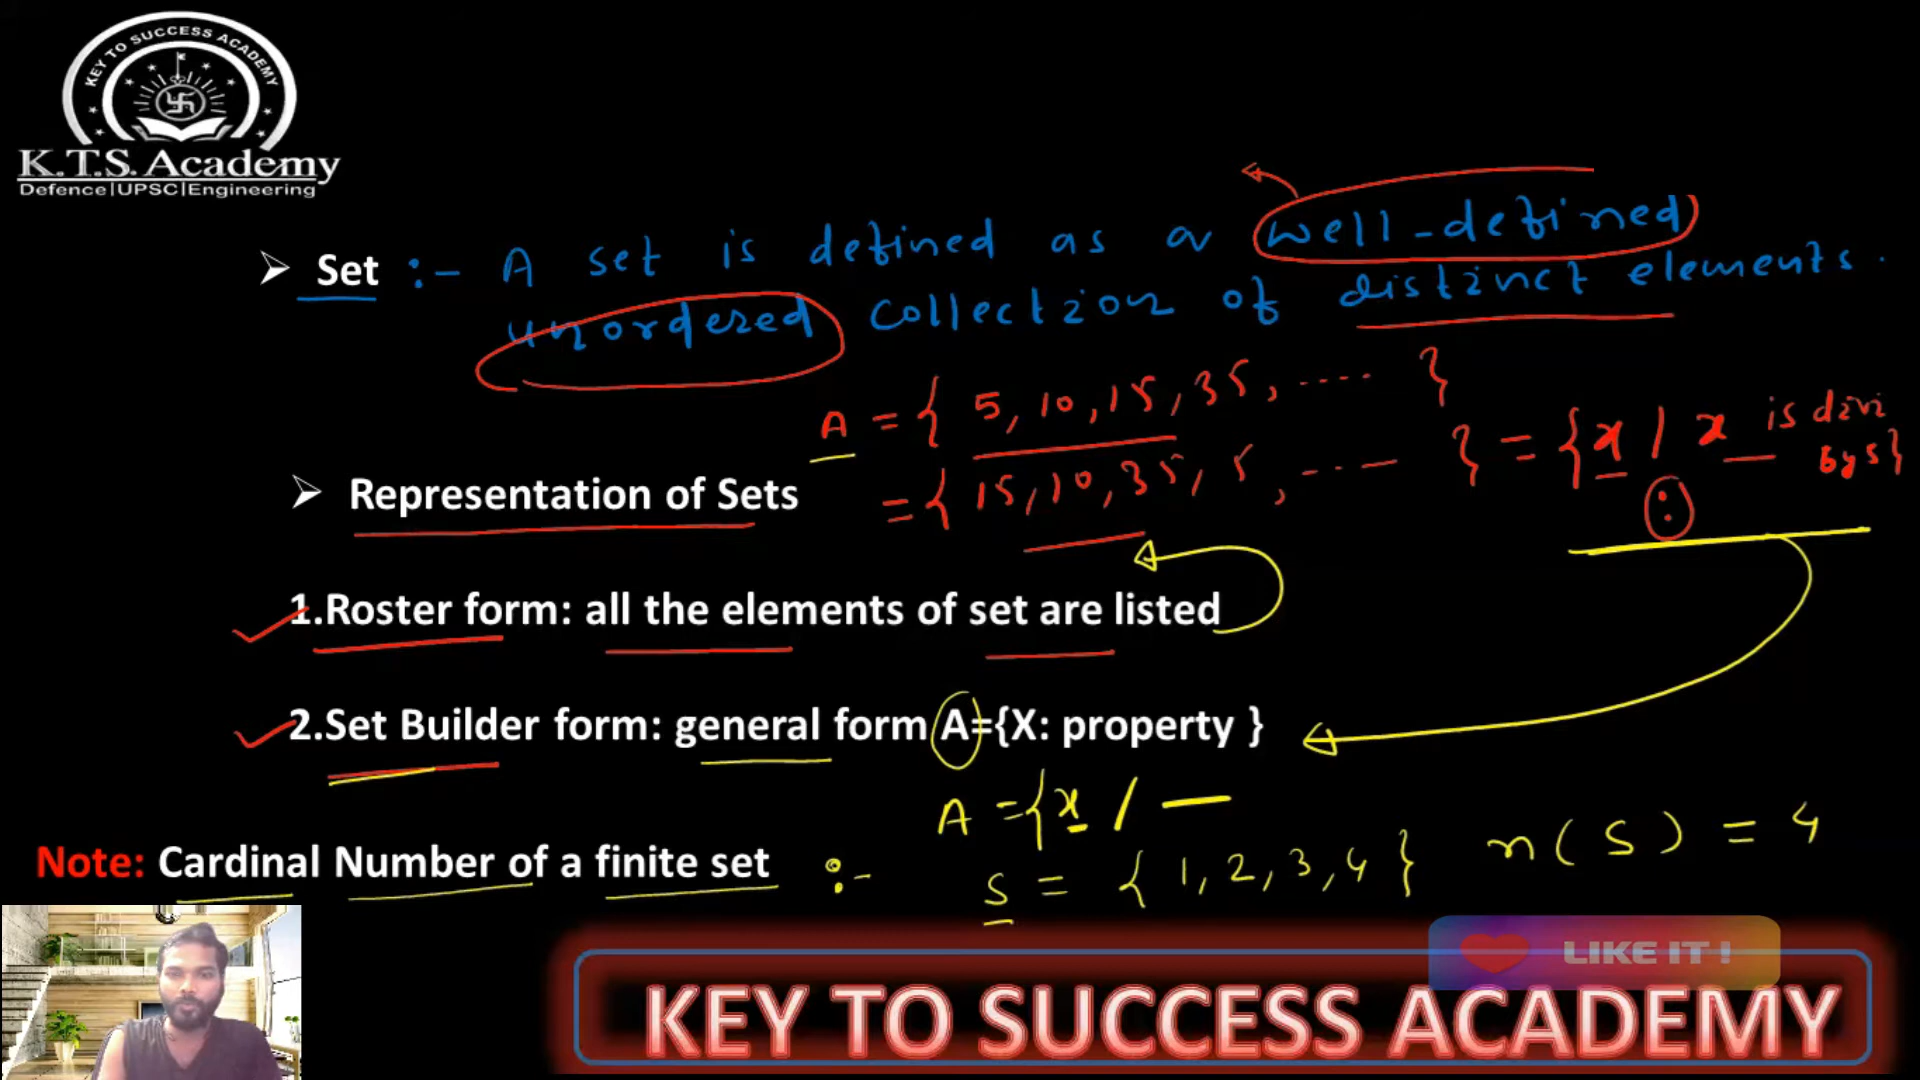 KEY TO SUCCESS ACADEMY
K.T.S. Academy
Defence|UPSC|Engineering
➢ Set :- A set is defined as a well-defined
unordered collection of distinct elements.
A = { 5, 10, 15, 35, .... }
= { 15, 10, 35, 5, ---- } = { x / x is divi
by 5}
:
➢ Representation of Sets
1.Roster form: all the elements of set are listed
2.Set Builder form: general form A={X: property }
A = { x / —
Note: Cardinal Number of a finite set :- S = { 1, 2, 3, 4 } n(S) = 4
LIKE IT !
KEY TO SUCCESS ACADEMY